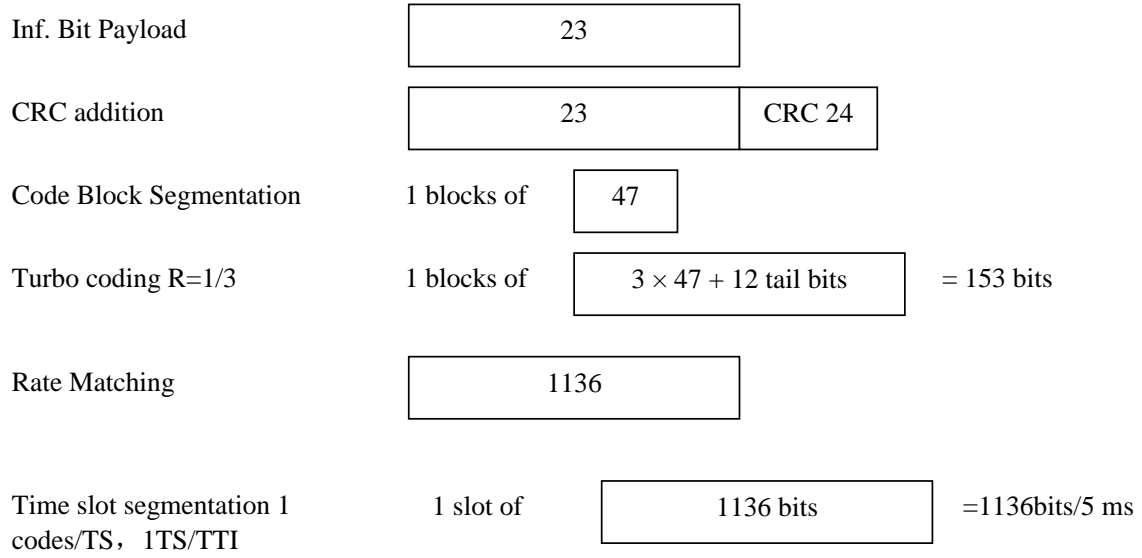 Inf. Bit Payload 23
CRC addition 23 CRC 24
Code Block Segmentation 1 blocks of 47
Turbo coding R=1/3 1 blocks of 3 × 47 + 12 tail bits = 153 bits
Rate Matching 1136
Time slot segmentation 1 1 slot of 1136 bits =1136bits/5 ms
codes/TS，1TS/TTI